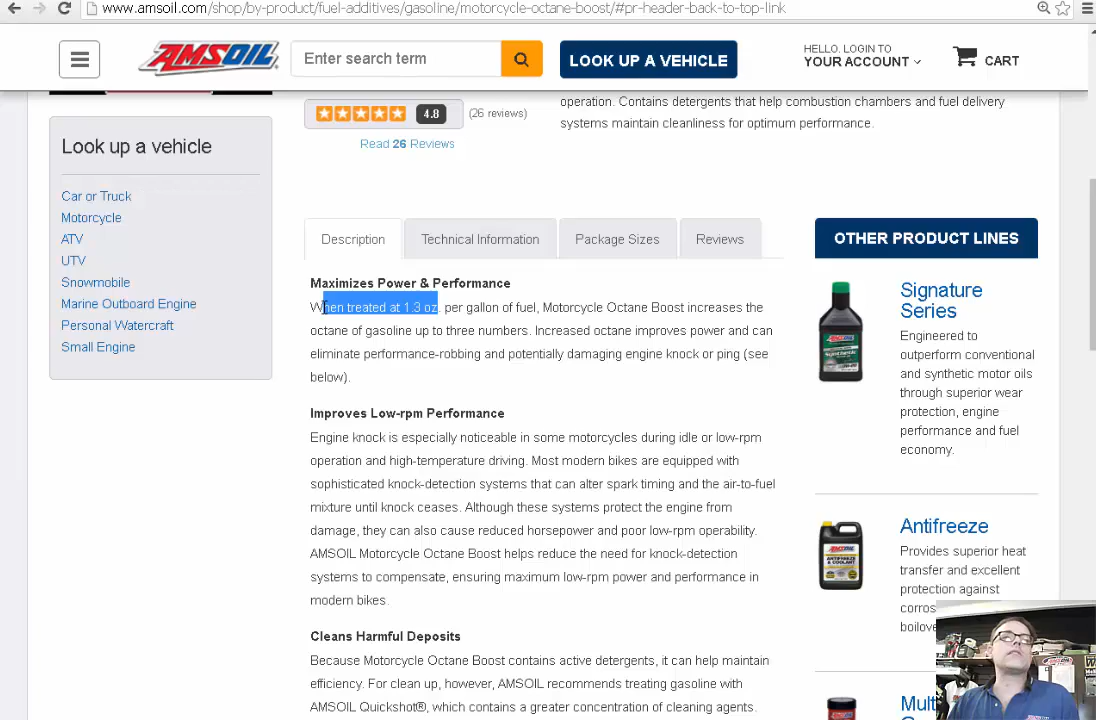 www.amsoil.com/shop/by-product/fuel-additives/gasoline/motorcycle-octane-boost/#pr-header-back-to-top-link
AMSOIL
Enter search term
LOOK UP A VEHICLE
HELLO, LOGIN TO
YOUR ACCOUNT
CART
4.8
(26 reviews)
Read 26 Reviews
operation. Contains detergents that help combustion chambers and fuel delivery
systems maintain cleanliness for optimum performance.
Look up a vehicle
Car or Truck
Motorcycle
ATV
UTV
Snowmobile
Marine Outboard Engine
Personal Watercraft
Small Engine
Description
Technical Information
Package Sizes
Reviews
Maximizes Power & Performance
When treated at 1.3 oz. per gallon of fuel, Motorcycle Octane Boost increases the
octane of gasoline up to three numbers. Increased octane improves power and can
eliminate performance-robbing and potentially damaging engine knock or ping (see
below).
Improves Low-rpm Performance
Engine knock is especially noticeable in some motorcycles during idle or low-rpm
operation and high-temperature driving. Most modern bikes are equipped with
sophisticated knock-detection systems that can alter spark timing and the air-to-fuel
mixture until knock ceases. Although these systems protect the engine from
damage, they can also cause reduced horsepower and poor low-rpm operability.
AMSOIL Motorcycle Octane Boost helps reduce the need for knock-detection
systems to compensate, ensuring maximum low-rpm power and performance in
modern bikes.
Cleans Harmful Deposits
Because Motorcycle Octane Boost contains active detergents, it can help maintain
efficiency. For clean up, however, AMSOIL recommends treating gasoline with
AMSOIL Quickshot®, which contains a greater concentration of cleaning agents.
OTHER PRODUCT LINES
Signature
Series
Engineered to
outperform conventional
and synthetic motor oils
through superior wear
protection, engine
performance and fuel
economy.
Antifreeze
Provides superior heat
transfer and excellent
protection against
corros
boilov
Multi